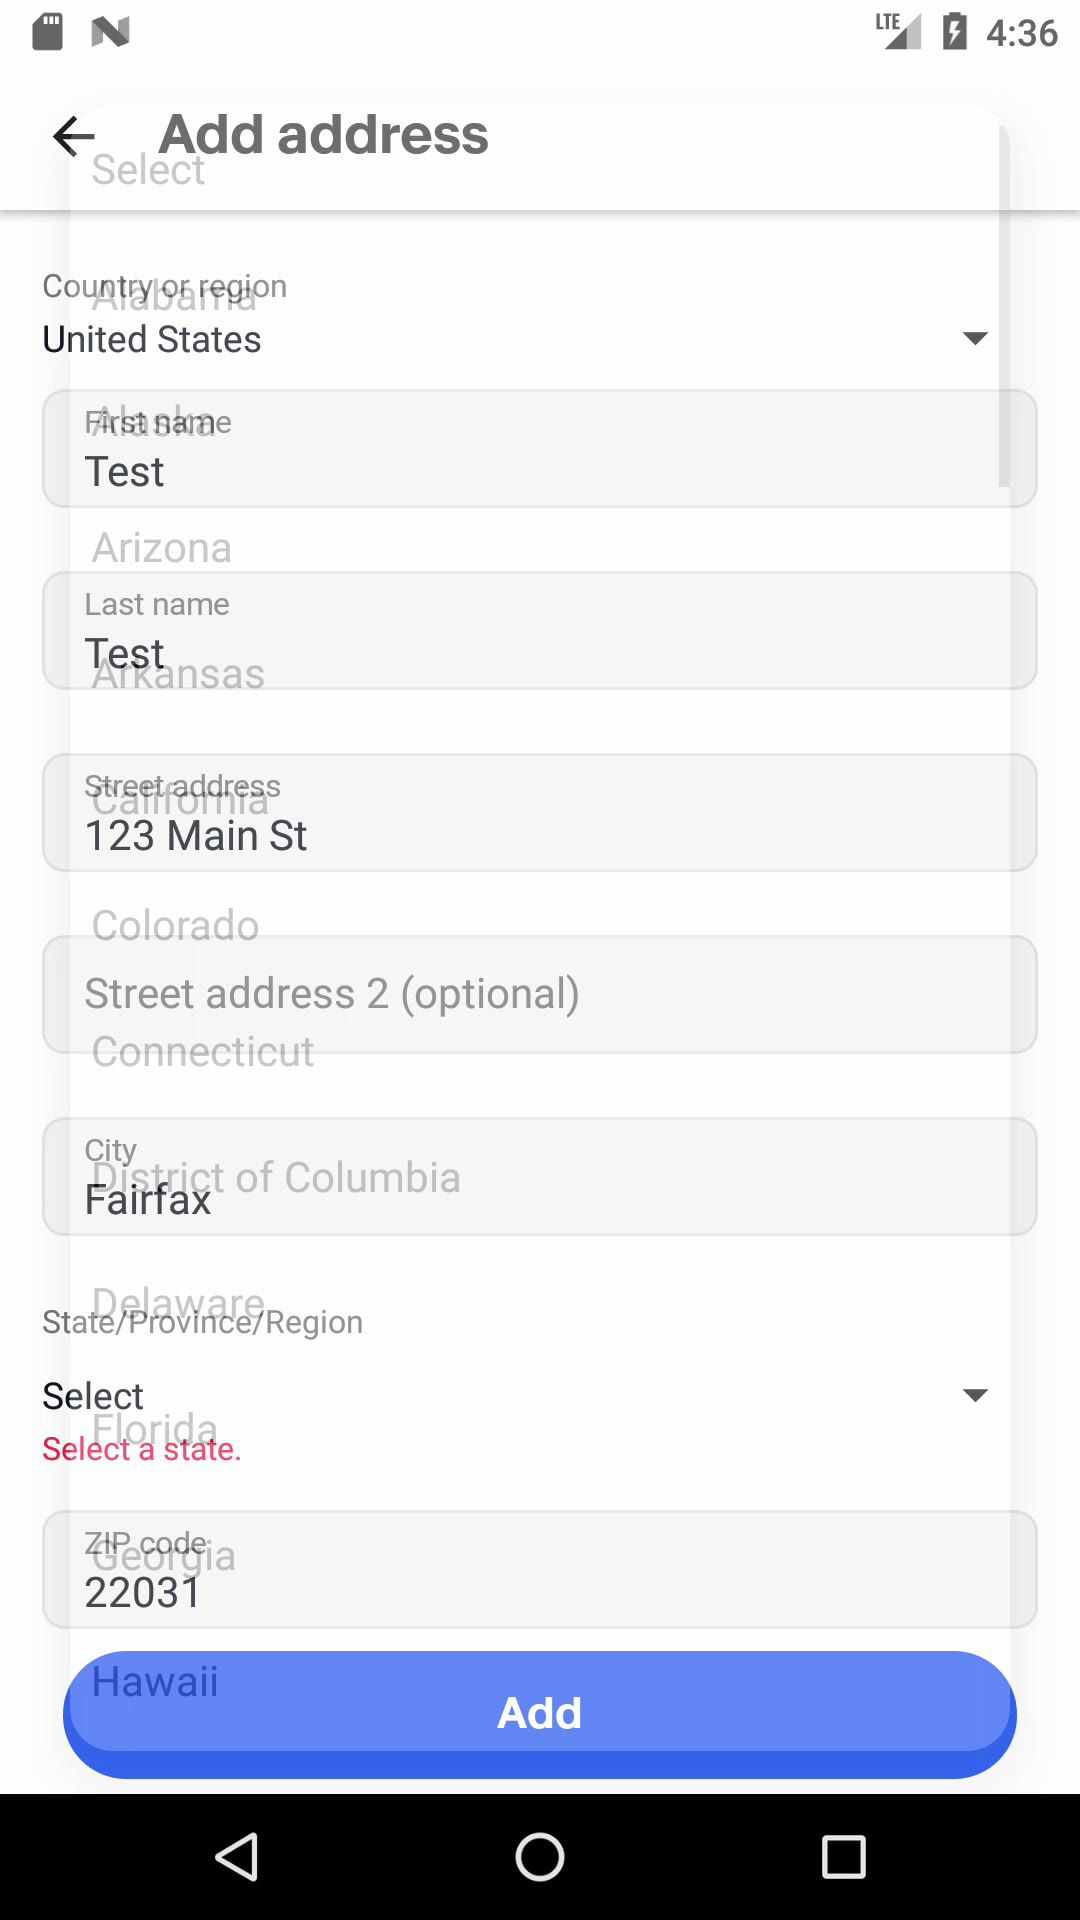 LTE 4:36
Add address
Select
Country or region
Alabama
United States
First name
Alaska
Test
Arizona
Last name
Test
Arkansas
Street address
California
123 Main St
Colorado
Street address 2 (optional)
Connecticut
City
District of Columbia
Fairfax
Delaware
State/Province/Region
Select
Florida
Select a state.
ZIP code
Georgia
22031
Hawaii
Add